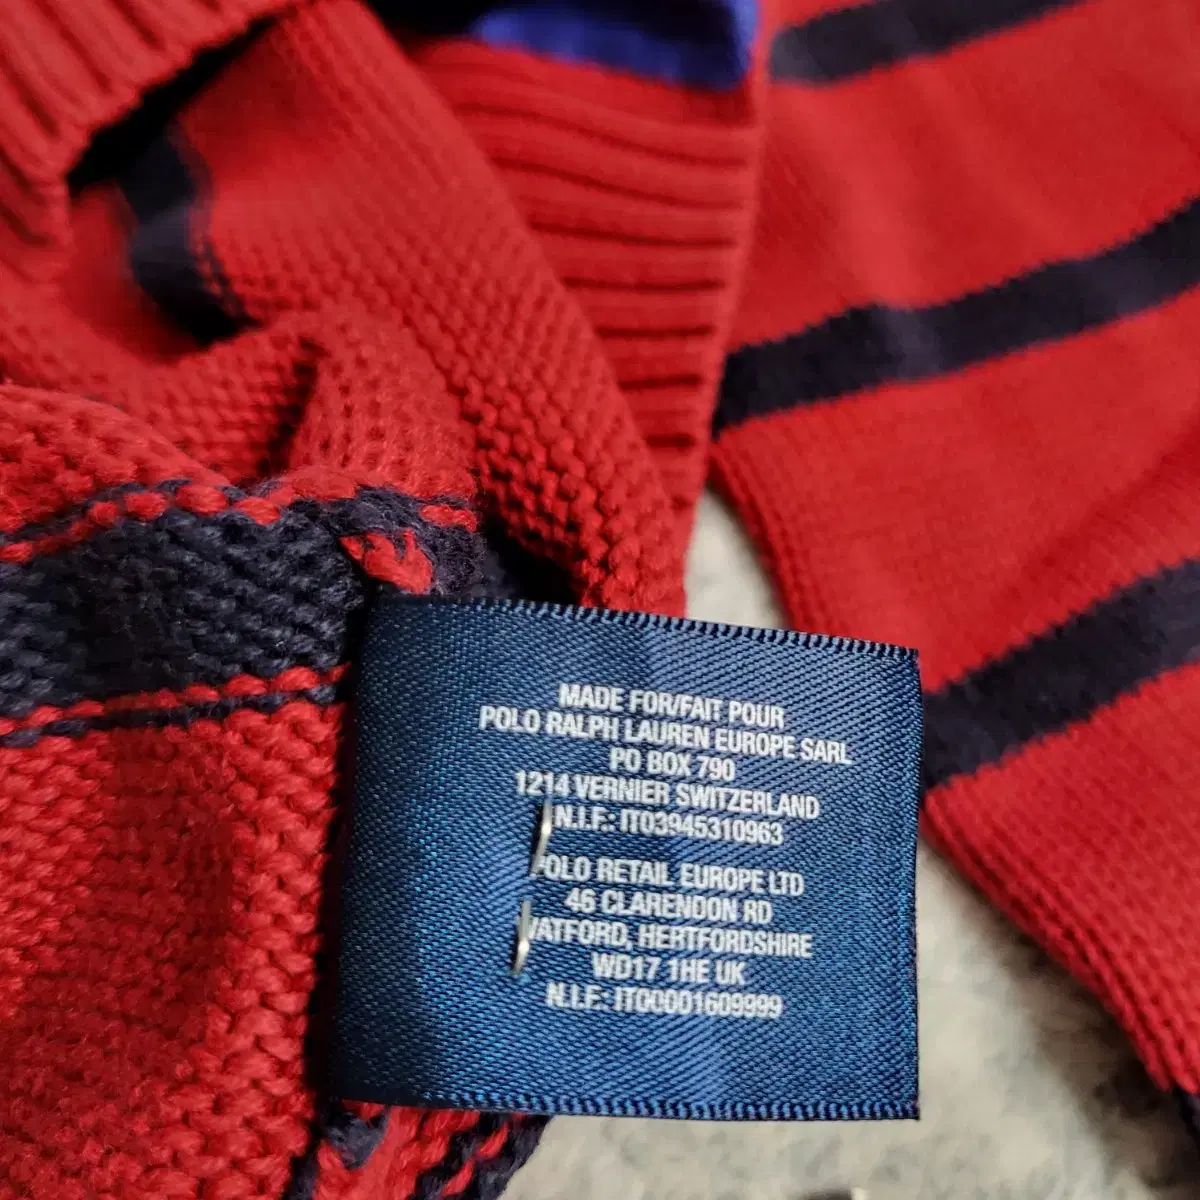 MADE FOR/FAIT POUR
POLO RALPH LAUREN EUROPE SARL
PO BOX 790
1214 VERNIER SWITZERLAND
N.I.F.: IT03945310963
POLO RETAIL EUROPE LTD
46 CLARENDON RD
WATFORD, HERTFORDSHIRE
WD17 1HE UK
N.I.F.: IT00001609999